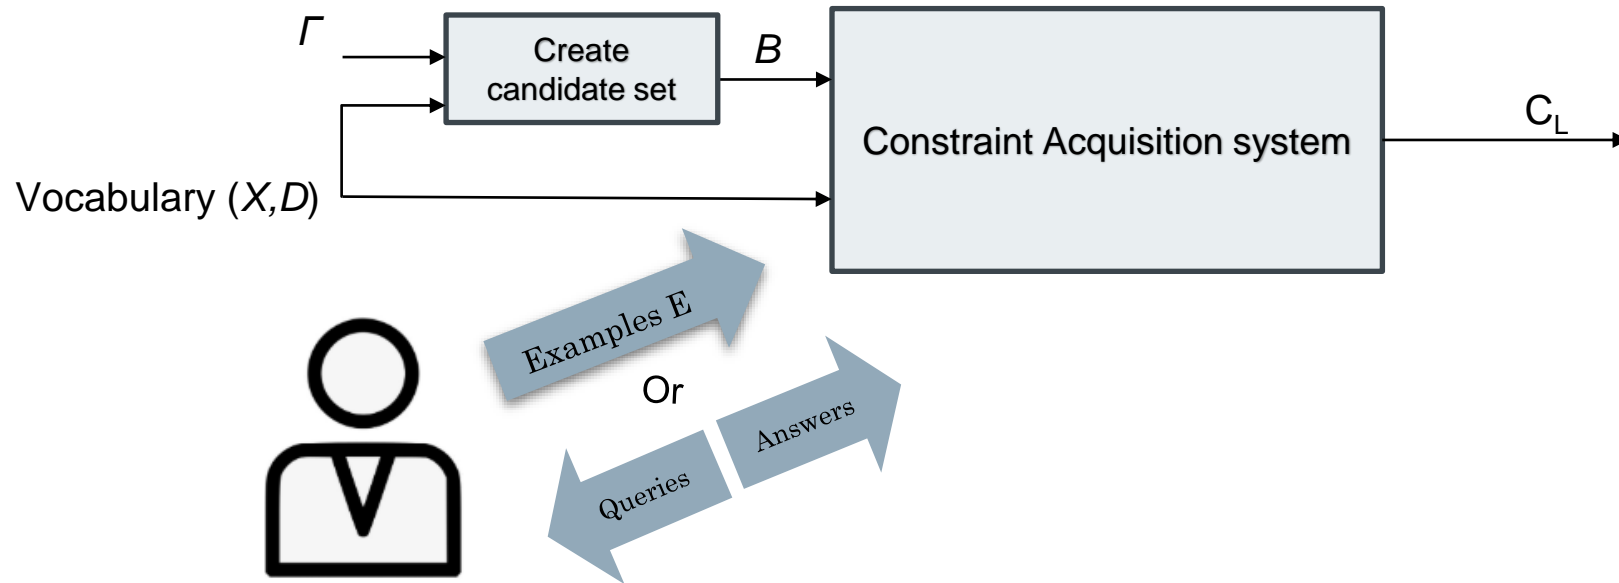 Γ
Create
candidate set
B
Constraint Acquisition system
C_L
Vocabulary (X,D)
Examples E
Or
Answers
Queries